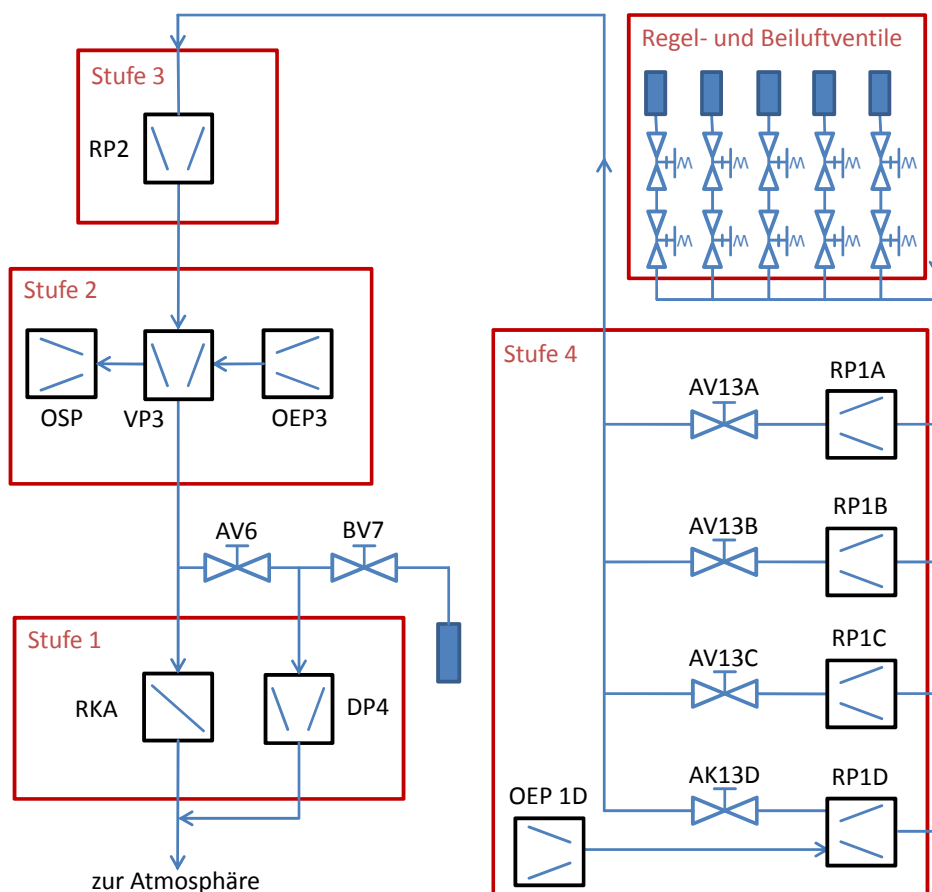 Stufe 3
RP2
Stufe 2
OSP
VP3
OEP3
AV6
BV7
Stufe 1
RKA
DP4
zur Atmosphäre
Regel- und Beiluftventile
Stufe 4
AV13A
RP1A
AV13B
RP1B
AV13C
RP1C
AK13D
RP1D
OEP 1D